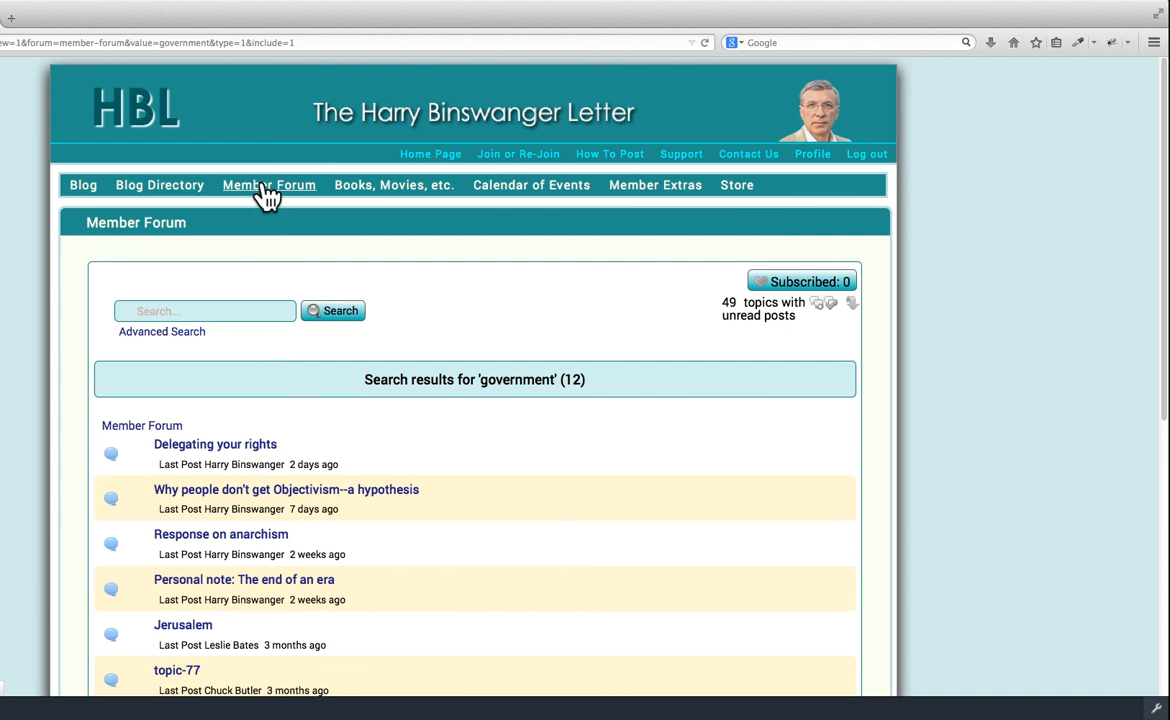 ew=1&forum=member-forum&value=government&type=1&include=1
Google
HBL
The Harry Binswanger Letter
Home Page Join or Re-Join How To Post Support Contact Us Profile Log out
Blog Blog Directory Member Forum Books, Movies, etc. Calendar of Events Member Extras Store
Member Forum
Subscribed: 0
Search... Search
49 topics with
unread posts
Advanced Search
Search results for 'government' (12)
Member Forum
Delegating your rights
Last Post Harry Binswanger 2 days ago
Why people don't get Objectivism--a hypothesis
Last Post Harry Binswanger 7 days ago
Response on anarchism
Last Post Harry Binswanger 2 weeks ago
Personal note: The end of an era
Last Post Harry Binswanger 2 weeks ago
Jerusalem
Last Post Leslie Bates 3 months ago
topic-77
Last Post Chuck Butler 3 months ago